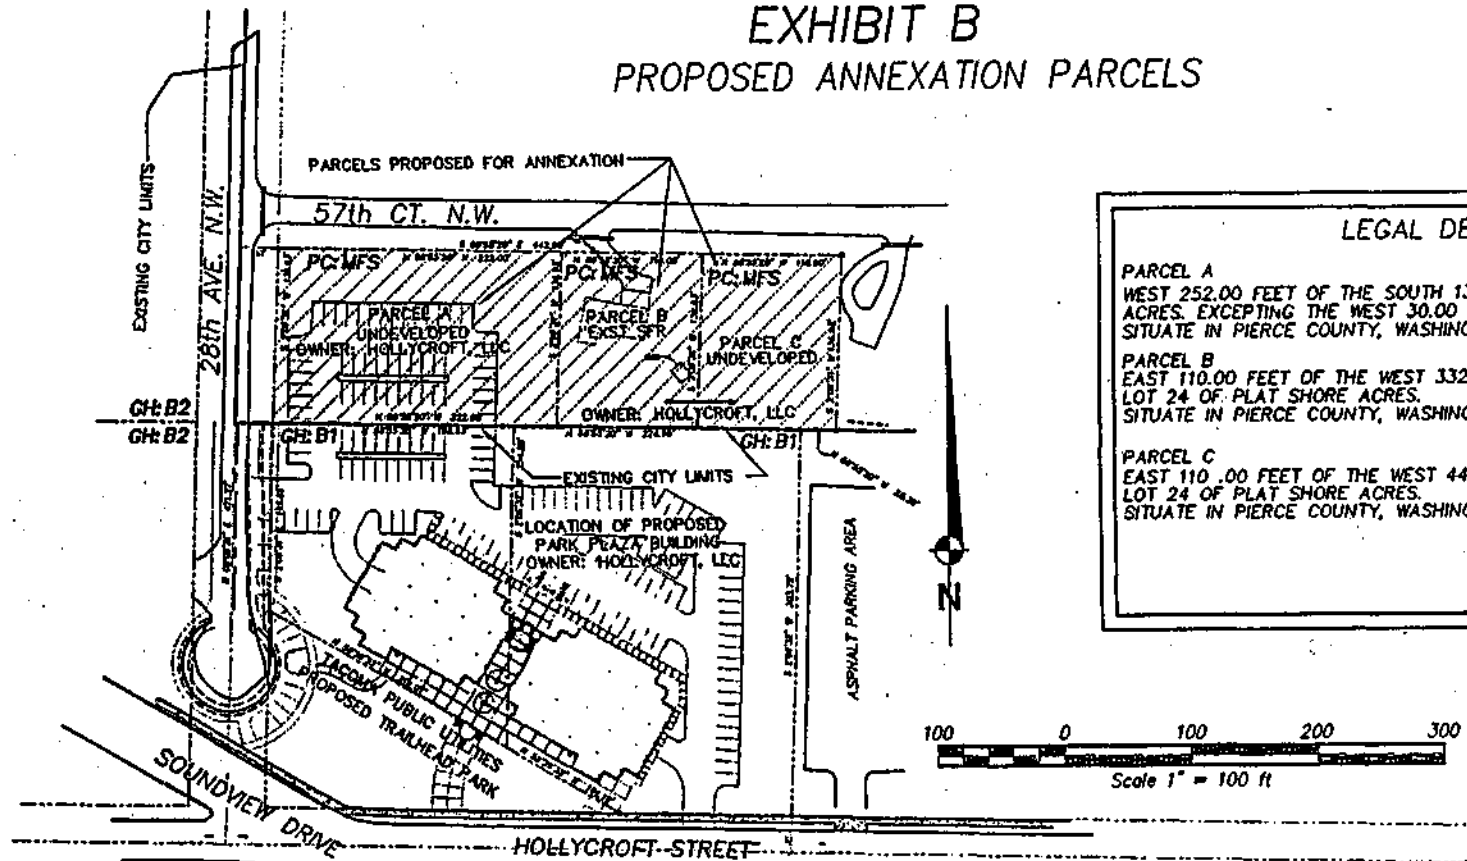 EXHIBIT B
PROPOSED ANNEXATION PARCELS
PARCELS PROPOSED FOR ANNEXATION
EXISTING CITY LIMITS
28th AVE. N.W.
57th CT. N.W.
PC: MFS
PC: MFS
PC: MFS
PARCEL A
UNDEVELOPED
OWNER: HOLLYCROFT, LLC
PARCEL B
EXST SFR
PARCEL C
UNDEVELOPED
OWNER: HOLLYCROFT, LLC
GH: B2
GH: B2
GH: B1
GH: B1
EXISTING CITY LIMITS
LOCATION OF PROPOSED
PARK PLAZA BUILDING
OWNER: HOLLYCROFT, LLC
ASPHALT PARKING AREA
TACOMA PUBLIC UTILITIES
PROPOSED TRAILHEAD PARK
SOUNDVIEW DRIVE
HOLLYCROFT STREET
N
LEGAL DE
PARCEL A
WEST 252.00 FEET OF THE SOUTH 13
ACRES. EXCEPTING THE WEST 30.00
SITUATE IN PIERCE COUNTY, WASHING
PARCEL B
EAST 110.00 FEET OF THE WEST 332
LOT 24 OF PLAT SHORE ACRES.
SITUATE IN PIERCE COUNTY, WASHING
PARCEL C
EAST 110 .00 FEET OF THE WEST 44
LOT 24 OF PLAT SHORE ACRES.
SITUATE IN PIERCE COUNTY, WASHING
100 0 100 200 300
Scale 1" = 100 ft